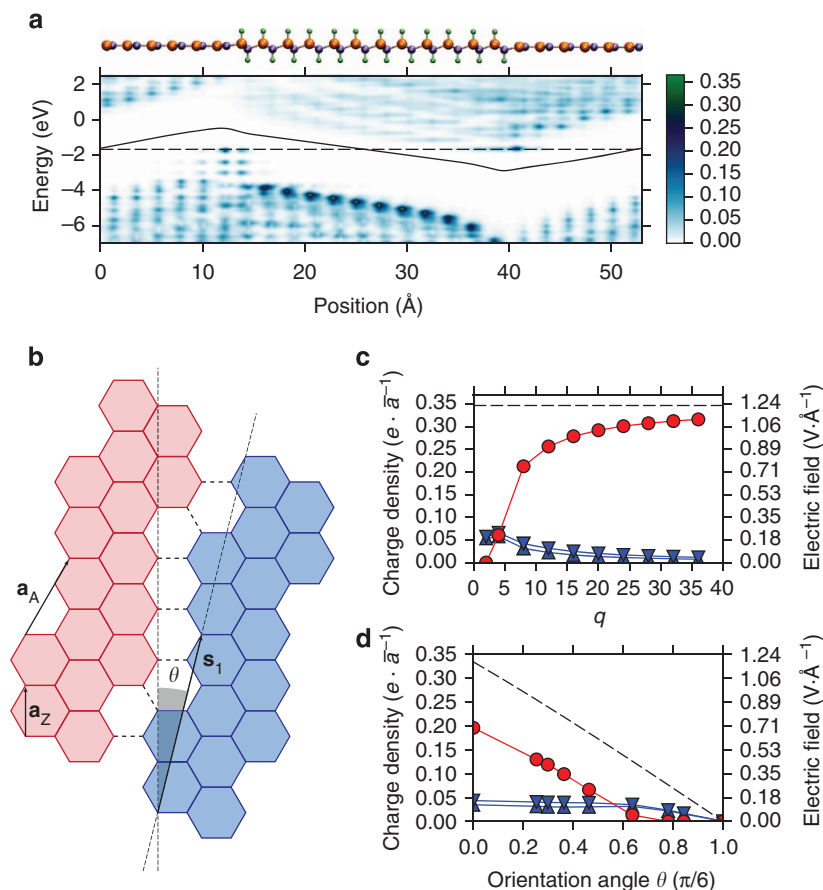 a
Energy (eV)
2
0
−2
−4
−6
0.35
0.30
0.25
0.20
0.15
0.10
0.05
0.00
0 10 20 30 40 50
Position (Å)
b
a_A
a_Z
s_1
θ
c
Charge density (e · a̅⁻¹)
0.35
0.30
0.25
0.20
0.15
0.10
0.05
0.00
1.24
1.06
0.89
0.71
0.53
0.35
0.18
0.00
Electric field (V·Å⁻¹)
0 5 10 15 20 25 30 35 40
q
d
Charge density (e · a̅⁻¹)
0.35
0.30
0.25
0.20
0.15
0.10
0.05
0.00
1.24
1.06
0.89
0.71
0.53
0.35
0.18
0.00
Electric field (V·Å⁻¹)
0.0 0.2 0.4 0.6 0.8 1.0
Orientation angle θ (π/6)